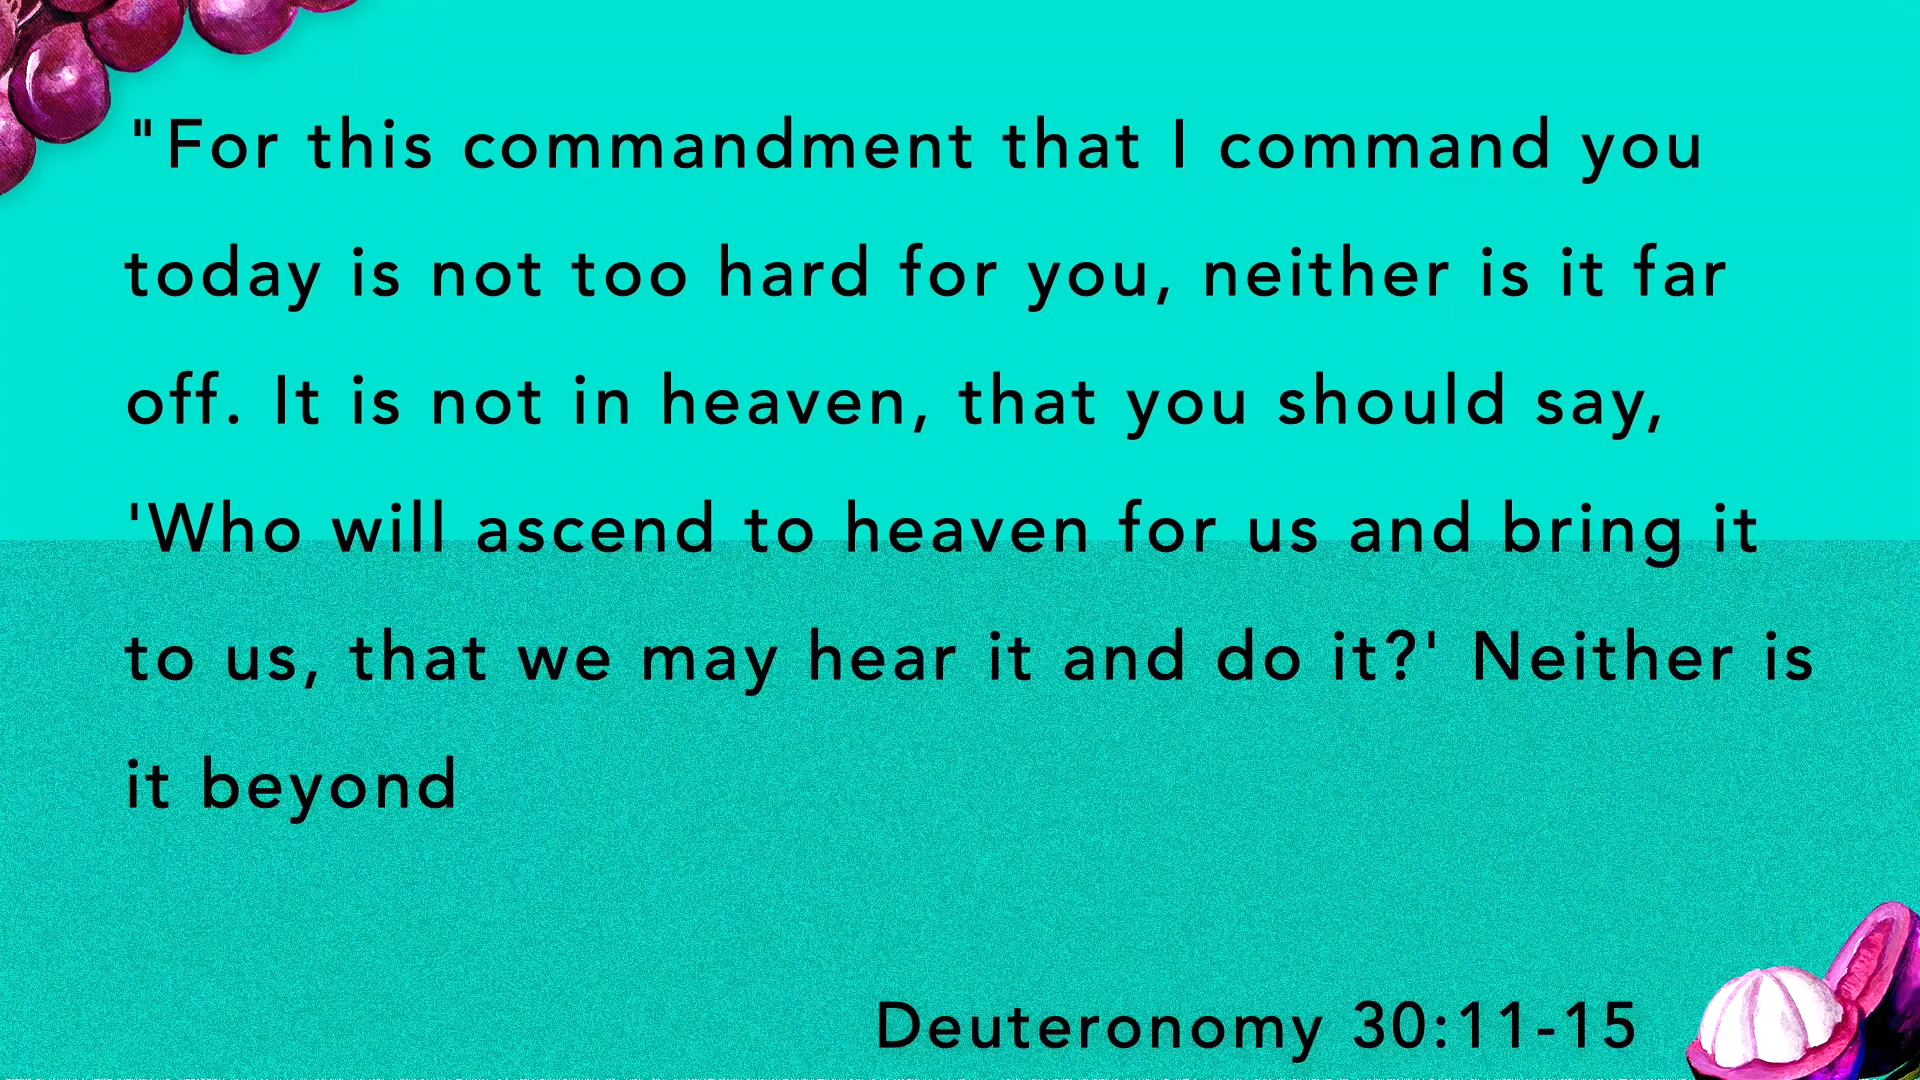 "For this commandment that I command you
today is not too hard for you, neither is it far
off. It is not in heaven, that you should say,
'Who will ascend to heaven for us and bring it
to us, that we may hear it and do it?' Neither is
it beyond
Deuteronomy 30:11-15